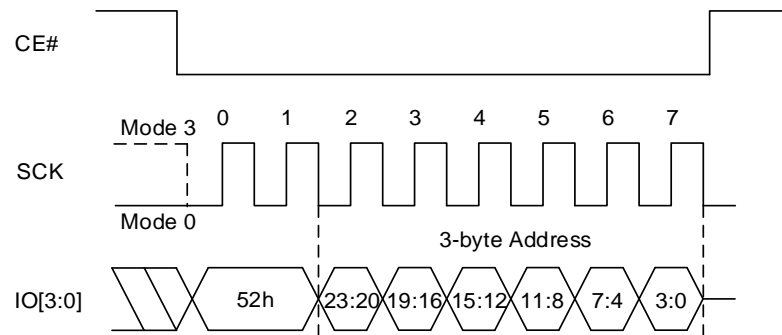 CE#
Mode 3 0 1 2 3 4 5 6 7
SCK
Mode 0
3-byte Address
IO[3:0] 52h 23:20 19:16 15:12 11:8 7:4 3:0